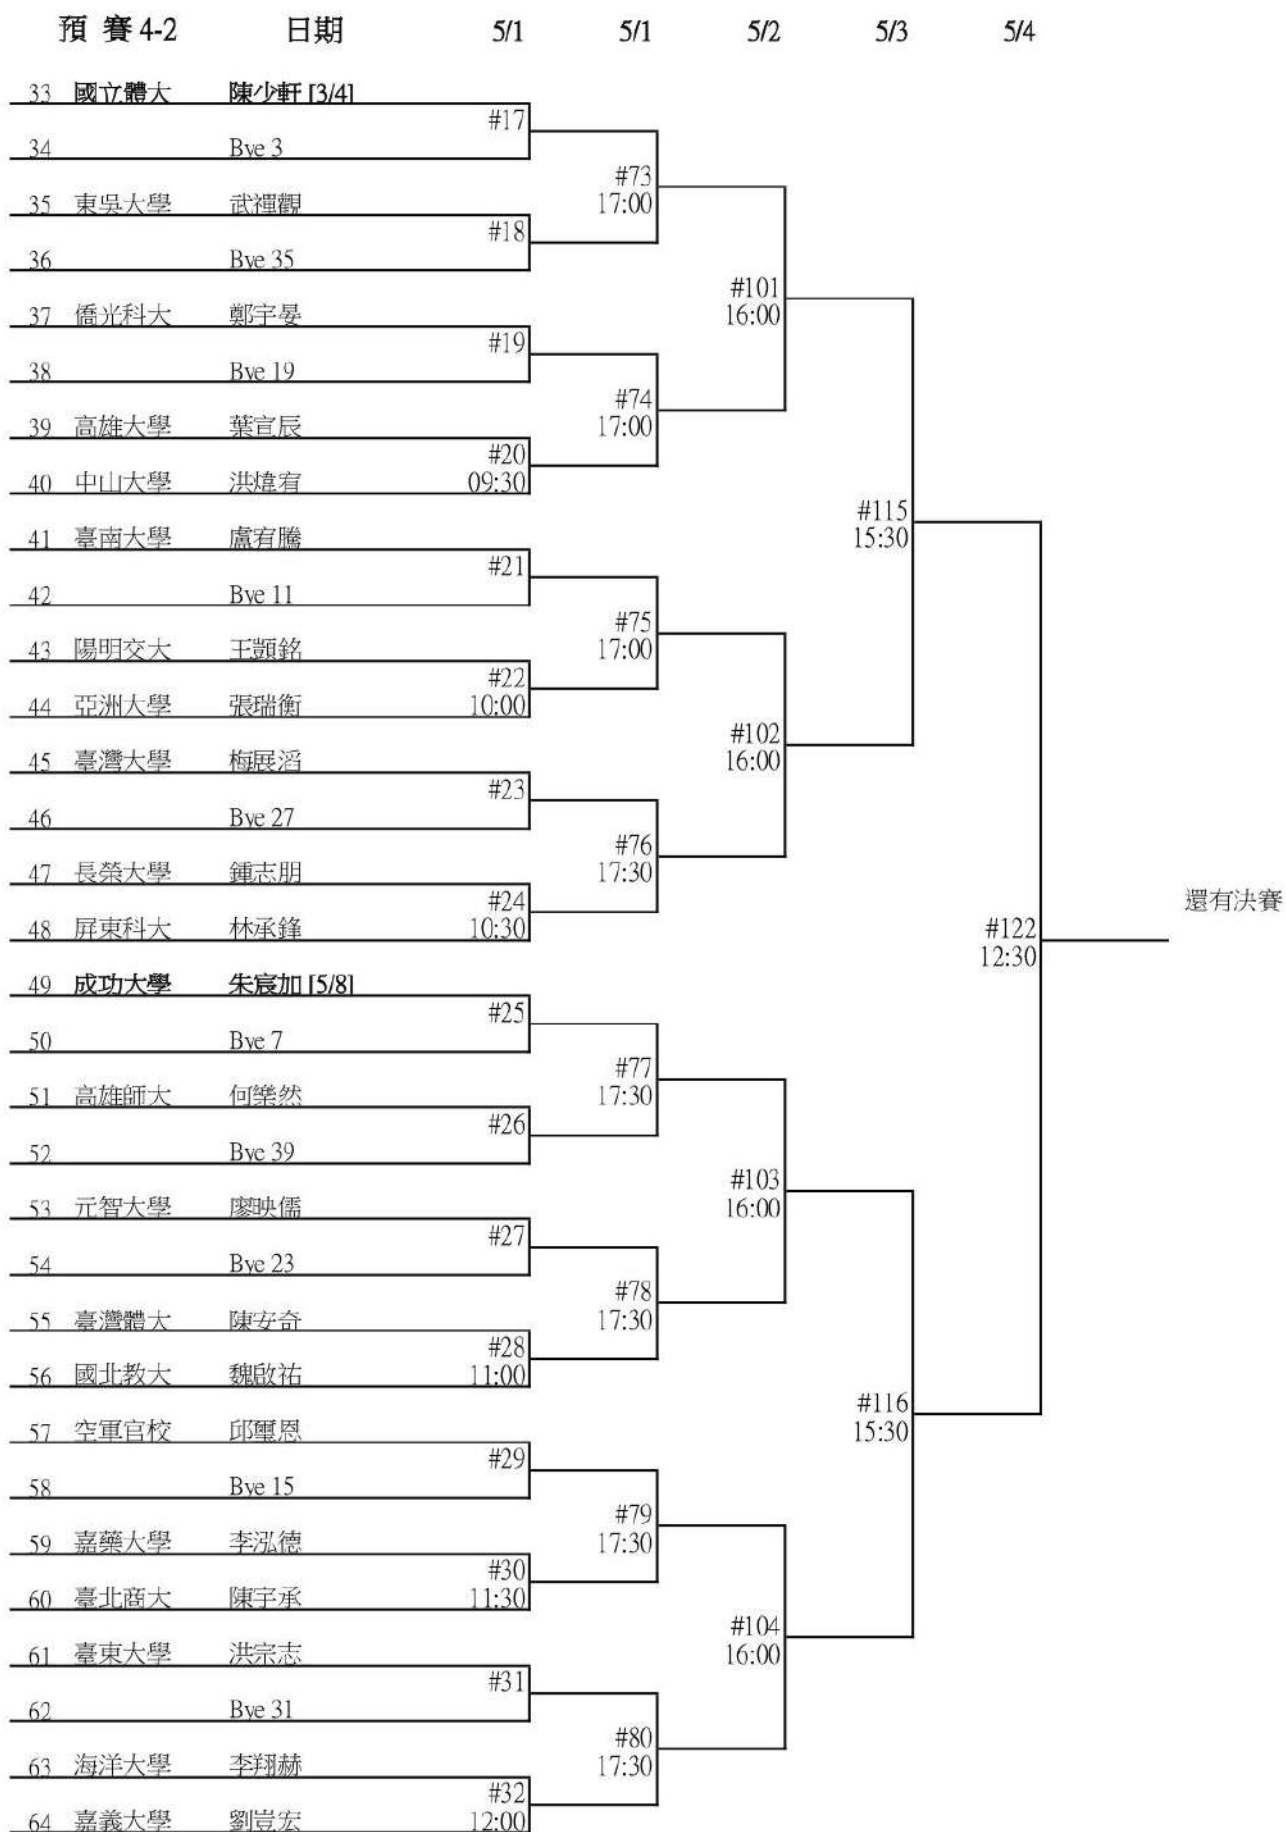 預 賽 4-2 日期 5/1 5/1 5/2 5/3 5/4
33 國立體大 陳少軒 [3/4]
#17
34 Bye 3
#73
35 東吳大學 武禪觀 17:00
#18
36 Bye 35
#101
37 僑光科大 鄭宇晏 16:00
#19
38 Bye 19
#74
39 高雄大學 葉宣辰 17:00
#20
40 中山大學 洪煒宥 09:30
#115
41 臺南大學 盧宥騰 15:30
#21
42 Bye 11
#75
43 陽明交大 王顗銘 17:00
#22
44 亞洲大學 張瑞衡 10:00
#102
45 臺灣大學 梅展滔 16:00
#23
46 Bye 27
#76
47 長榮大學 鍾志朋 17:30
#24
還有決賽
48 屏東科大 林承鋒 10:30 #122
12:30
49 成功大學 朱宸加 [5/8]
#25
50 Bye 7
#77
51 高雄師大 何樂然 17:30
#26
52 Bye 39
#103
53 元智大學 廖映儒 16:00
#27
54 Bye 23
#78
55 臺灣體大 陳安奇 17:30
#28
56 國北教大 魏啟祐 11:00
#116
57 空軍官校 邱璽恩 15:30
#29
58 Bye 15
#79
59 嘉藥大學 李泓德 17:30
#30
60 臺北商大 陳宇承 11:30
#104
61 臺東大學 洪宗志 16:00
#31
62 Bye 31
#80
63 海洋大學 李翔赫 17:30
#32
64 嘉義大學 劉豈宏 12:00